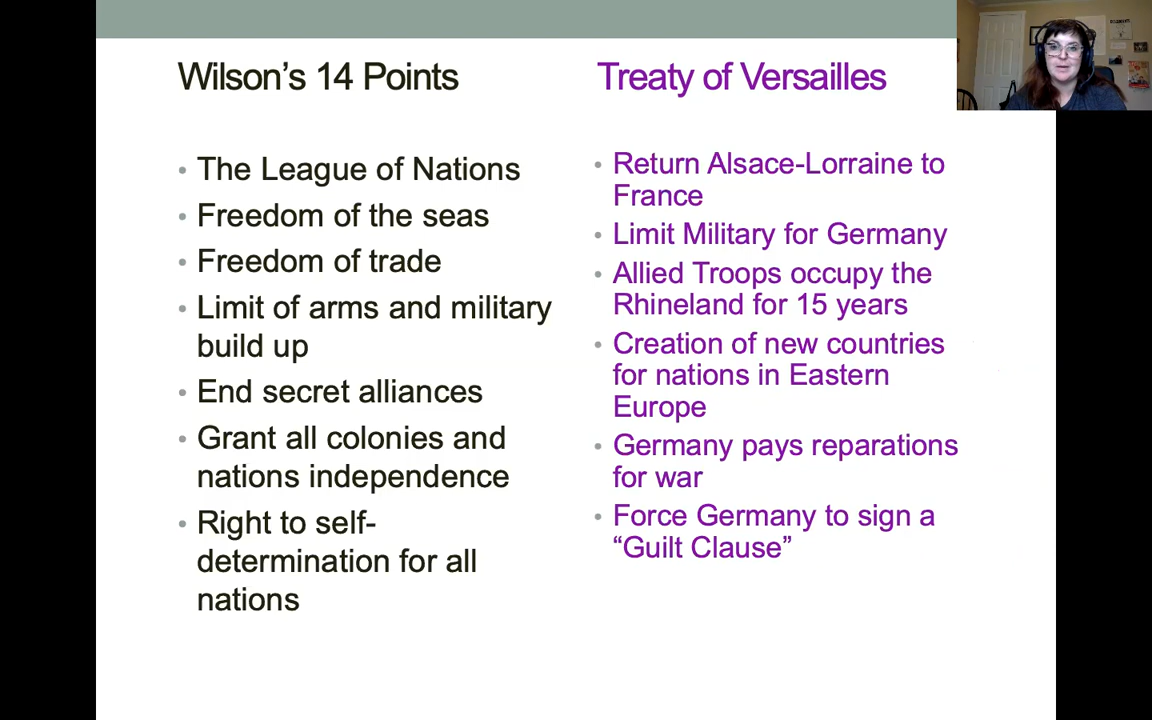 Wilson's 14 Points
• The League of Nations
• Freedom of the seas
• Freedom of trade
• Limit of arms and military
build up
• End secret alliances
• Grant all colonies and
nations independence
• Right to self-
determination for all
nations
Treaty of Versailles
• Return Alsace-Lorraine to
France
• Limit Military for Germany
• Allied Troops occupy the
Rhineland for 15 years
• Creation of new countries
for nations in Eastern
Europe
• Germany pays reparations
for war
• Force Germany to sign a
“Guilt Clause”